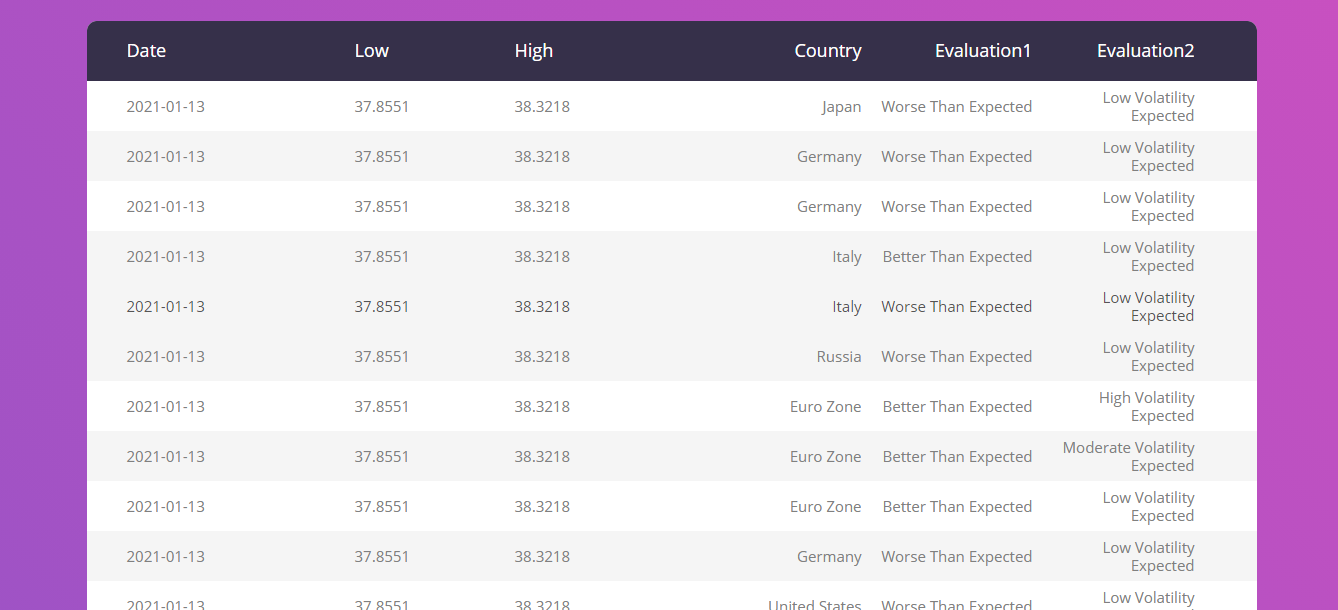 Date Low High Country Evaluation1 Evaluation2
2021-01-13 37.8551 38.3218 Japan Worse Than Expected Low Volatility
Expected
2021-01-13 37.8551 38.3218 Germany Worse Than Expected Low Volatility
Expected
2021-01-13 37.8551 38.3218 Germany Worse Than Expected Low Volatility
Expected
2021-01-13 37.8551 38.3218 Italy Better Than Expected Low Volatility
Expected
2021-01-13 37.8551 38.3218 Italy Worse Than Expected Low Volatility
Expected
2021-01-13 37.8551 38.3218 Russia Worse Than Expected Low Volatility
Expected
2021-01-13 37.8551 38.3218 Euro Zone Better Than Expected High Volatility
Expected
2021-01-13 37.8551 38.3218 Euro Zone Better Than Expected Moderate Volatility
Expected
2021-01-13 37.8551 38.3218 Euro Zone Better Than Expected Low Volatility
Expected
2021-01-13 37.8551 38.3218 Germany Worse Than Expected Low Volatility
Expected
2021-01-13 37.8551 38.3218 United States Worse Than Expected Low Volatility